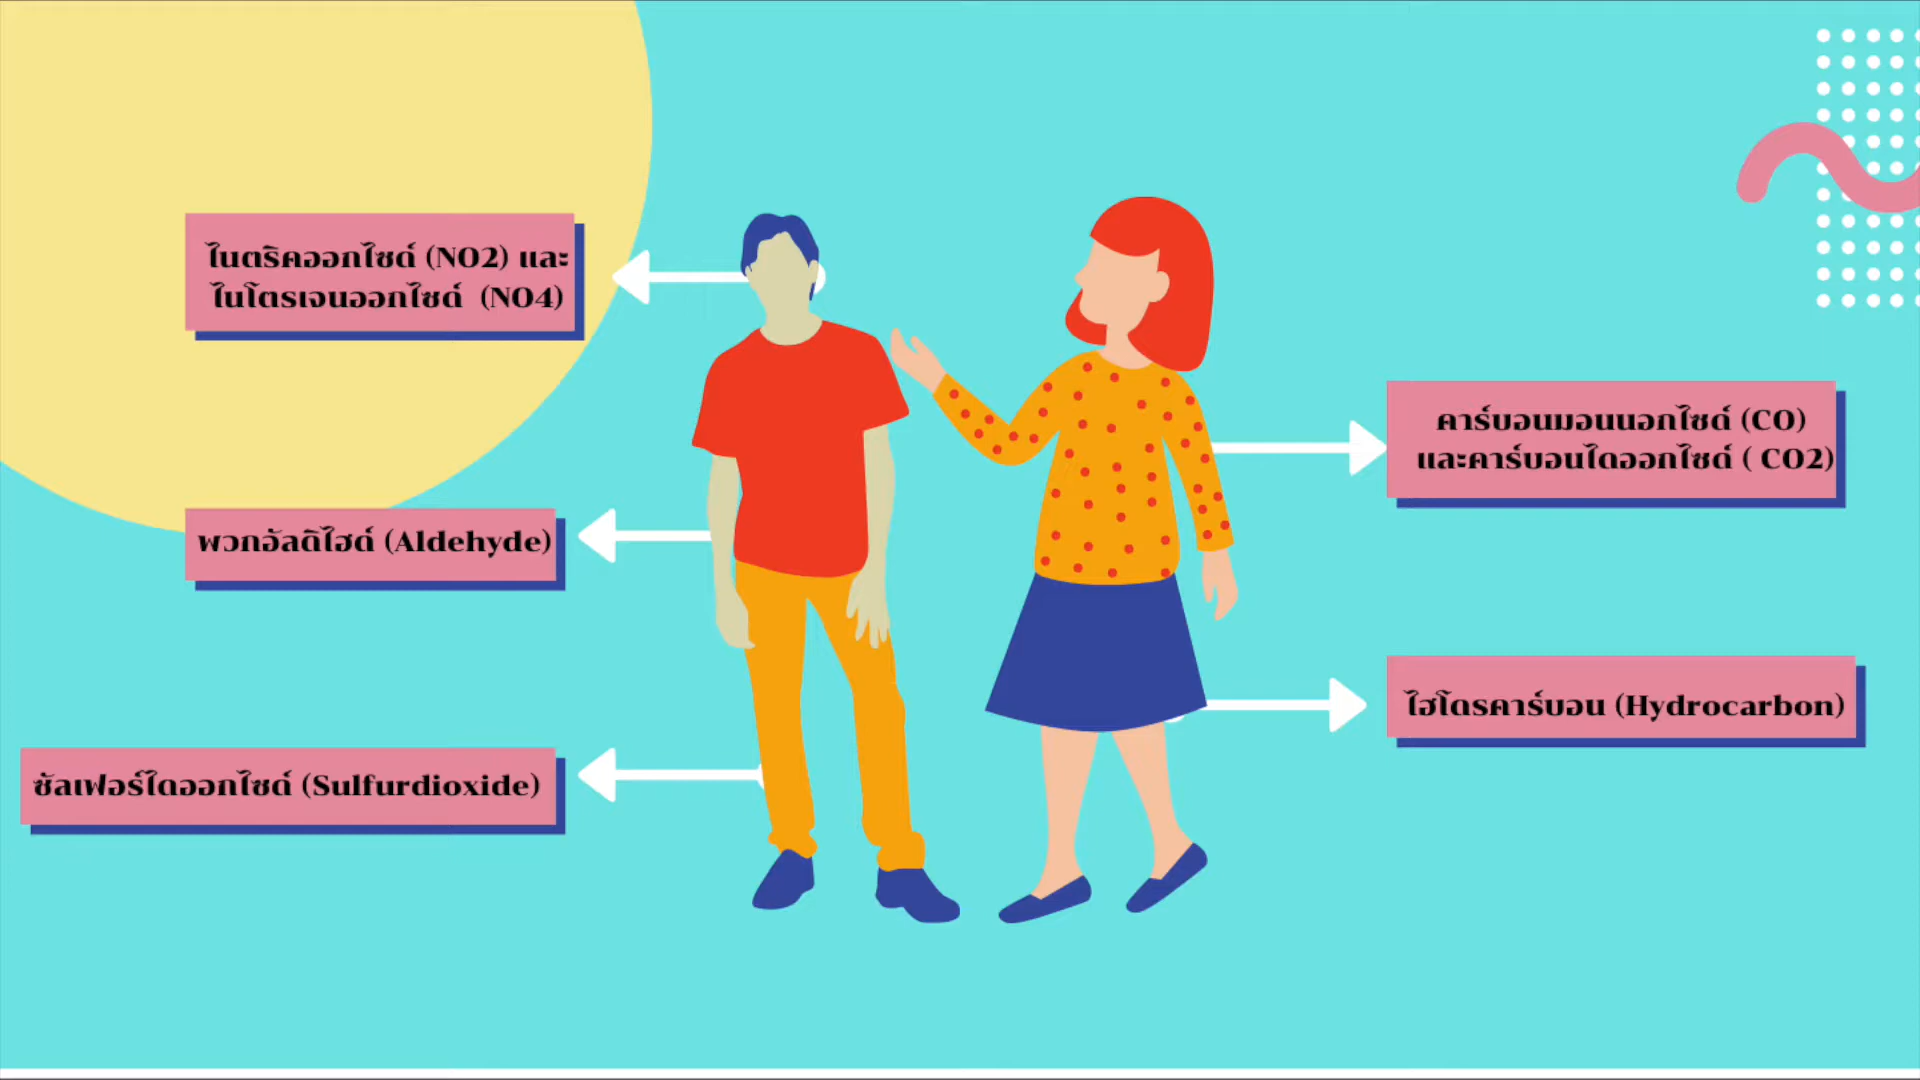 ไนตริคออกไซด์ (NO2) และ
ไนโตรเจนออกไซด์  (NO4)
พวกอัลดิไฮด์ (Aldehyde)
ซัลเฟอร์ไดออกไซด์ (Sulfurdioxide)
คาร์บอนมอนนอกไซด์ (CO)
และคาร์บอนไดออกไซด์ ( CO2)
ไฮโดรคาร์บอน (Hydrocarbon)